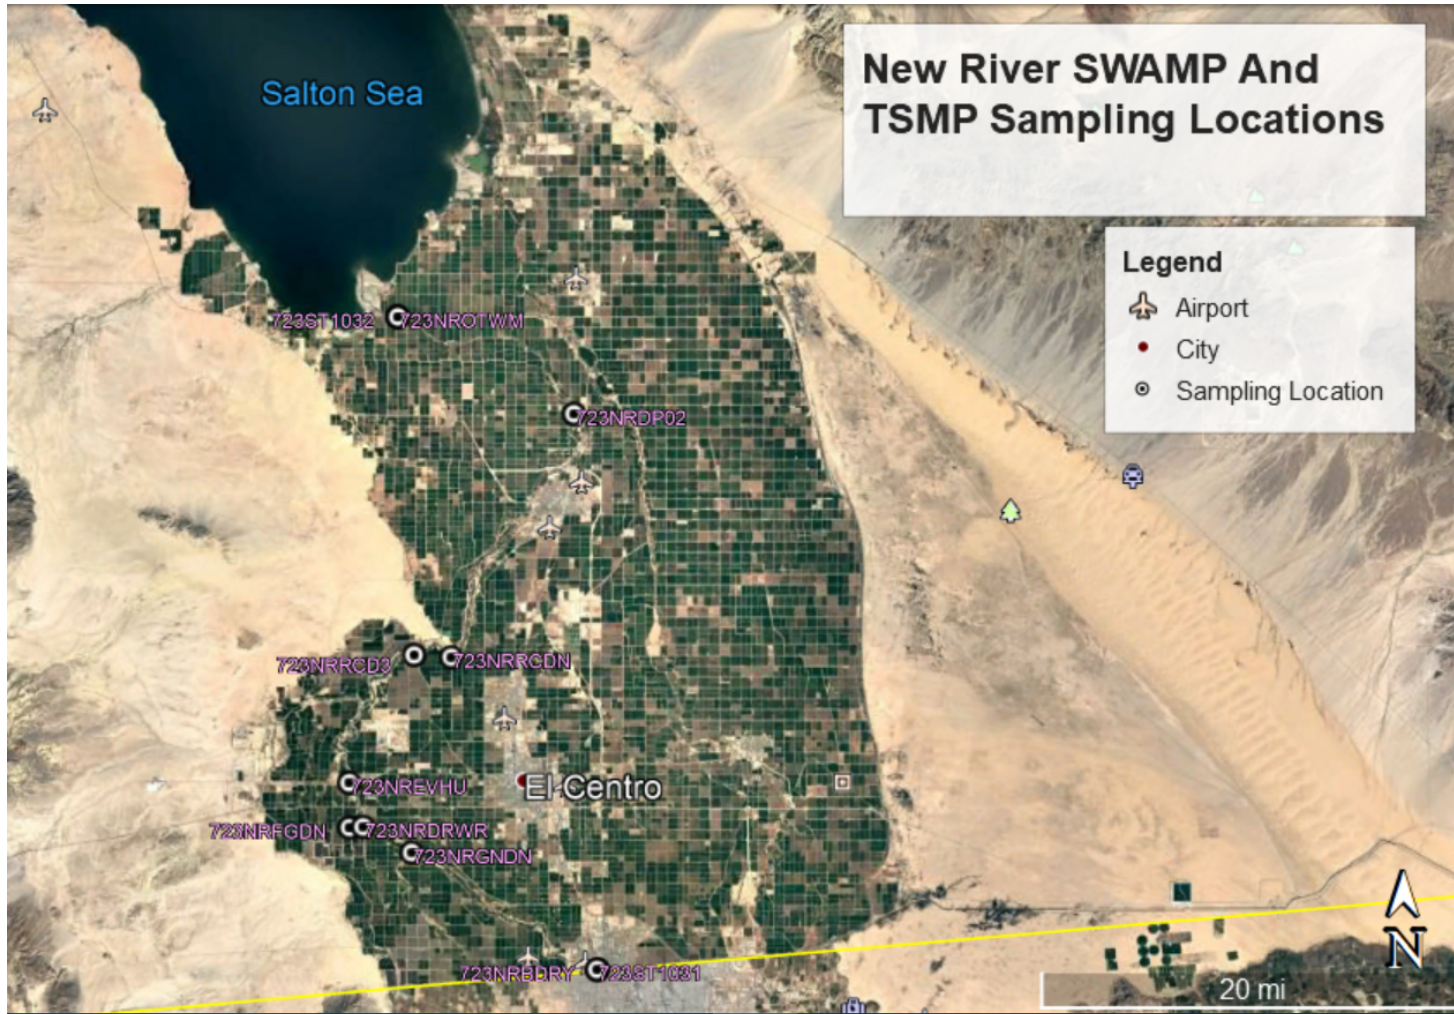 New River SWAMP And
TSMP Sampling Locations
Salton Sea
Legend
Airport
City
Sampling Location
723ST1032 723NROTWM
723NRDP02
723NRRCD3 723NRRCDN
723NREVHU El Centro
723NRFGDN 723NRDRWR
723NRGNDN
N
723NRBDRY 723ST1031
20 mi